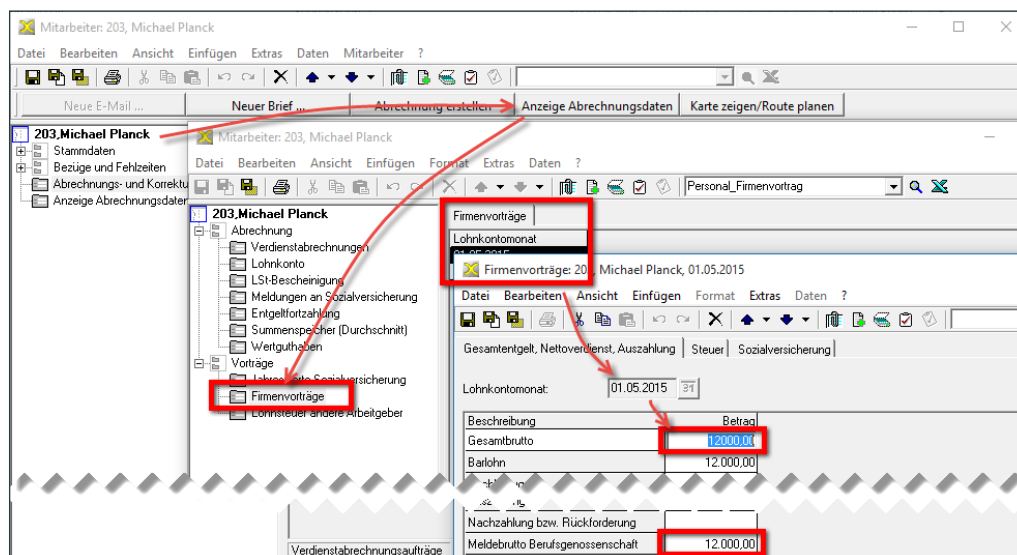 Mitarbeiter: 203, Michael Planck
Datei Bearbeiten Ansicht Einfügen Extras Daten Mitarbeiter ?
Neue E-Mail ... Neuer Brief ... Abrechnung erstellen Anzeige Abrechnungsdaten Karte zeigen/Route planen
203,Michael Planck
Stammdaten
Bezüge und Fehlzeiten
Abrechnungs- und Korrektu
Anzeige Abrechnungsdaten
Mitarbeiter: 203, Michael Planck
Datei Bearbeiten Ansicht Einfügen Format Extras Daten ?
Personal_Firmenvortrag
203,Michael Planck
Abrechnung
Verdienstabrechnungen
Lohnkonto
LSt-Bescheinigung
Meldungen an Sozialversicherung
Entgeltfortzahlung
Summenspeicher (Durchschnitt)
Wertguthaben
Vorträge
Jahreswerte Sozialversicherung
Firmenvorträge
Lohnsteuer andere Arbeitgeber
Firmenvorträge
Lohnkontomonat
01.05.2015
Firmenvorträge: 203, Michael Planck, 01.05.2015
Datei Bearbeiten Ansicht Einfügen Format Extras Daten ?
Gesamtentgelt, Nettoverdienst, Auszahlung Steuer Sozialversicherung
Lohnkontomonat: 01.05.2015 31
Beschreibung Betrag
Gesamtbrutto 12000,00
Barlohn 12.000,00
Nachzahlung bzw. Rückforderung
Meldebrutto Berufsgenossenschaft 12.000,00
Verdienstabrechnungsaufträge